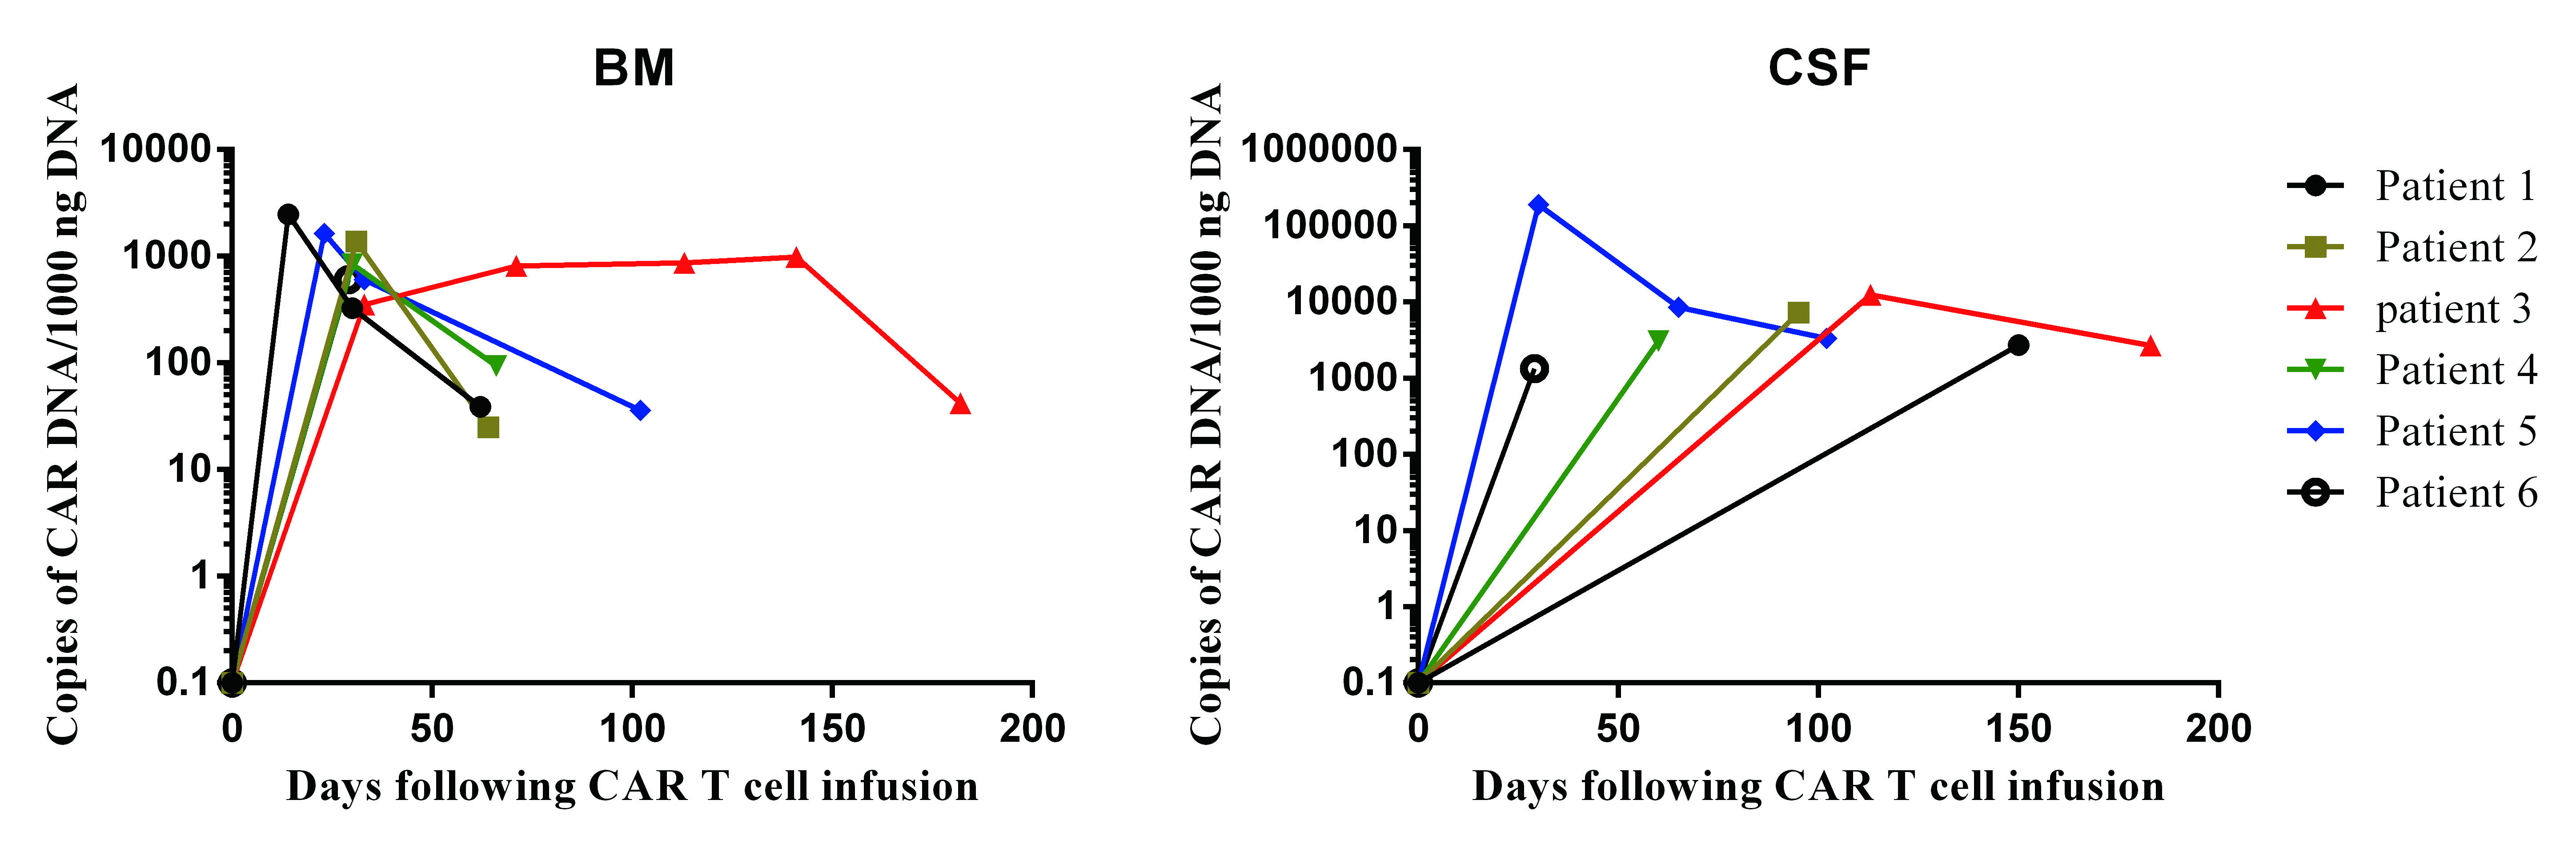 BM
Copies of CAR DNA/1000 ng DNA
10000
1000
100
10
1
0.1
0 50 100 150 200
Days following CAR T cell infusion
CSF
Copies of CAR DNA/1000 ng DNA
1000000
100000
10000
1000
100
10
1
0.1
0 50 100 150 200
Days following CAR T cell infusion
Patient 1
Patient 2
patient 3
Patient 4
Patient 5
Patient 6